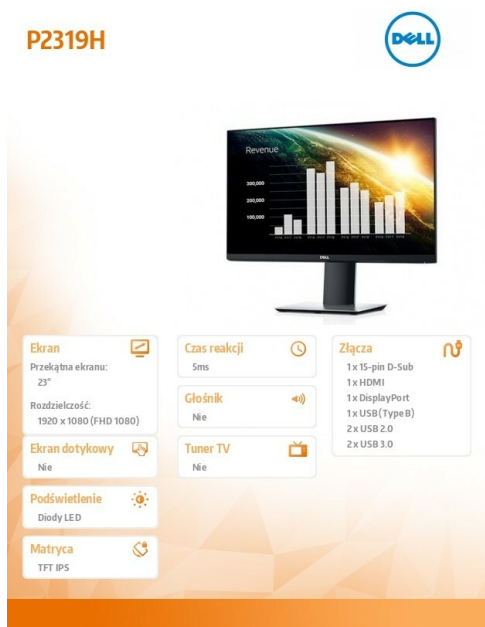 P2319H
DELL
Revenue
300,000
200,000
100,000
DELL
Ekran
Przekątna ekranu:
23"
Rozdzielczość:
1920 x 1080 (FHD 1080)
Ekran dotykowy
Nie
Podświetlenie
Diody LED
Matryca
TFT IPS
Czas reakcji
5ms
Głośnik
Nie
Tuner TV
Nie
Złącza
1 x 15-pin D-Sub
1 x HDMI
1 x DisplayPort
1 x USB (Type B)
2 x USB 2.0
2 x USB 3.0